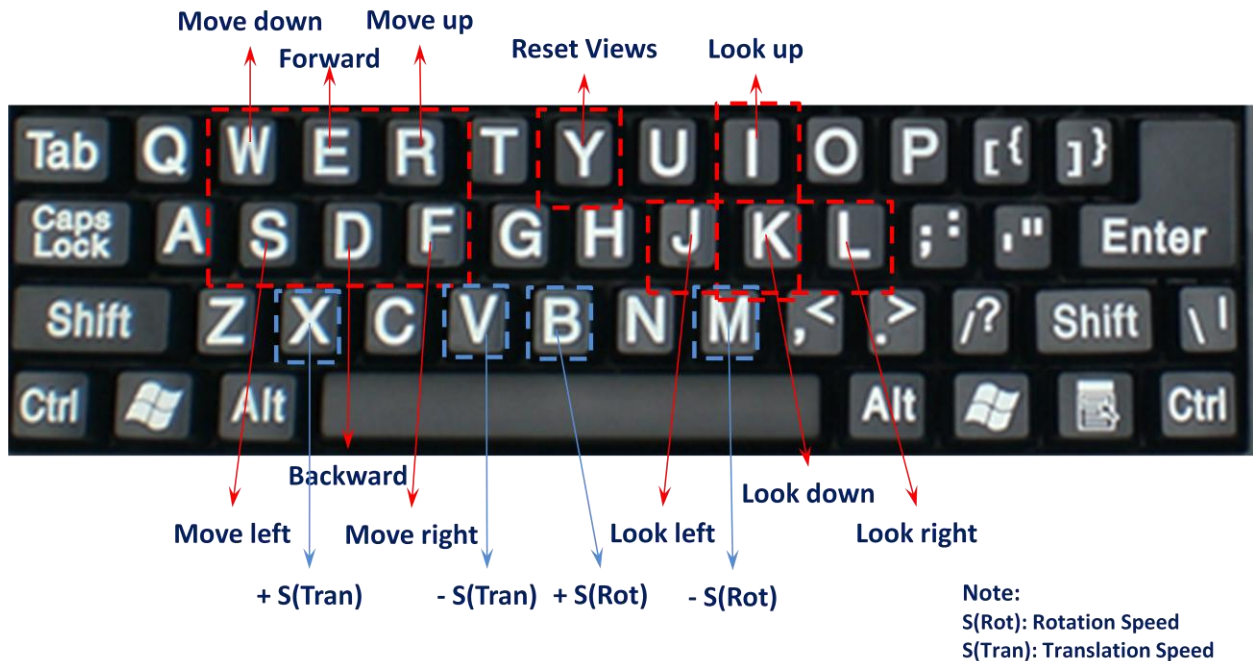 Move down
Move up
Forward
Reset Views
Look up
Tab Q W E R T Y U I O P [{ ]}
Caps Lock A S D F G H J K L ;: '" Enter
Shift Z X C V B N M ,< .> /? Shift \|
Ctrl Alt Alt Ctrl
Backward
Look down
Move left
Move right
Look left
Look right
+ S(Tran)
- S(Tran)
+ S(Rot)
- S(Rot)
Note:
S(Rot): Rotation Speed
S(Tran): Translation Speed